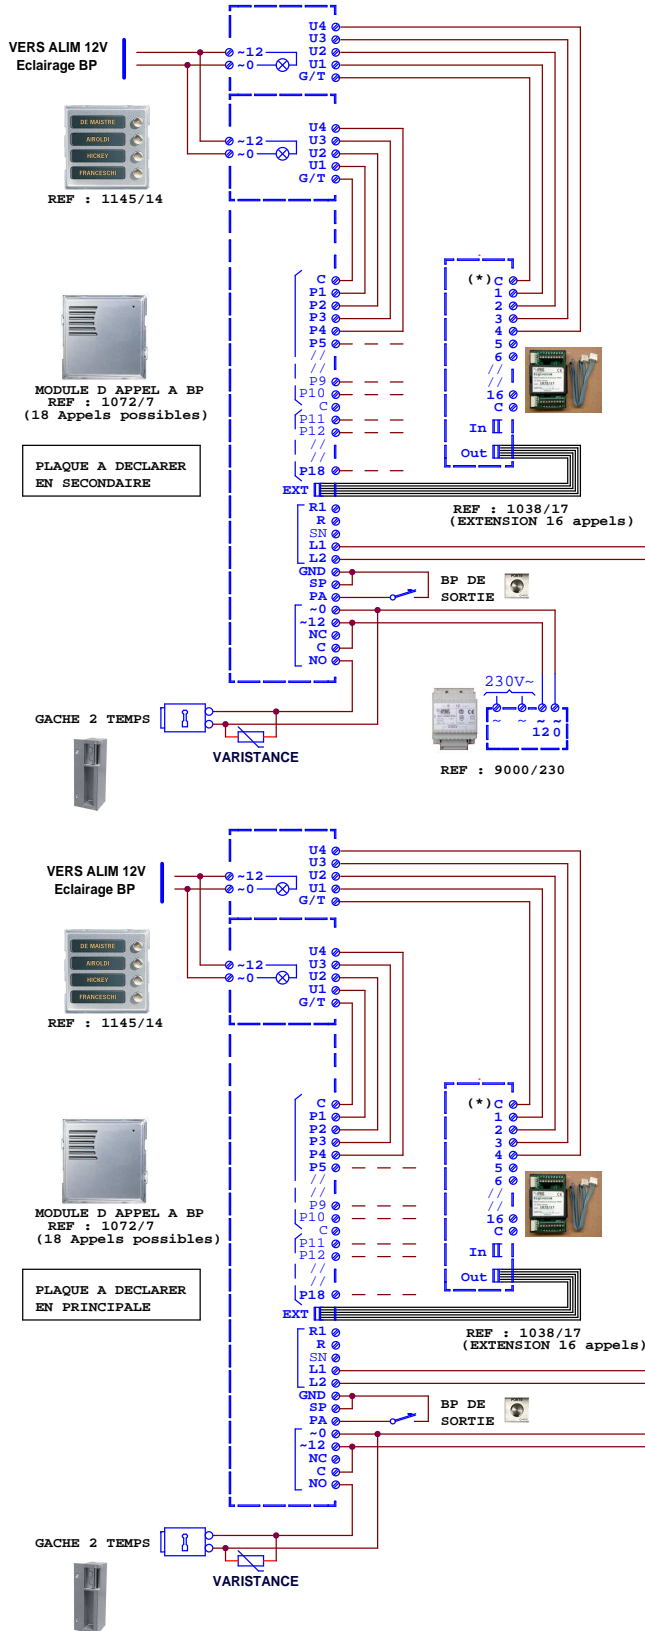 U4
U3
VERS ALIM 12V
Eclairage BP
~12
~0
U2
U1
G/T
DE MAISTRE
AIROLDI
HICKEY
FRANCESCHI
REF : 1145/14
~12
~0
U4
U3
U2
U1
G/T
C
P1
P2
P3
P4
P5
//
//
P9
P10
C
P11
P12
//
//
P18
EXT
(*)C
1
2
3
4
5
6
//
//
16
C
In
Out
MODULE D APPEL A BP
REF : 1072/7
(18 Appels possibles)
PLAQUE A DECLARER
EN SECONDAIRE
REF : 1038/17
(EXTENSION 16 appels)
R1
R
SN
L1
L2
GND
SP
PA
~0
~12
NC
C
NO
BP DE
SORTIE
230V~
~ ~ ~ ~
12 0
REF : 9000/230
GACHE 2 TEMPS
VARISTANCE
U4
U3
VERS ALIM 12V
Eclairage BP
~12
~0
U2
U1
G/T
DE MAISTRE
AIROLDI
HICKEY
FRANCESCHI
REF : 1145/14
~12
~0
U4
U3
U2
U1
G/T
C
P1
P2
P3
P4
P5
//
//
P9
P10
C
P11
P12
//
//
P18
EXT
(*)C
1
2
3
4
5
6
//
//
16
C
In
Out
MODULE D APPEL A BP
REF : 1072/7
(18 Appels possibles)
PLAQUE A DECLARER
EN PRINCIPALE
REF : 1038/17
(EXTENSION 16 appels)
R1
R
SN
L1
L2
GND
SP
PA
~0
~12
NC
C
NO
BP DE
SORTIE
GACHE 2 TEMPS
VARISTANCE